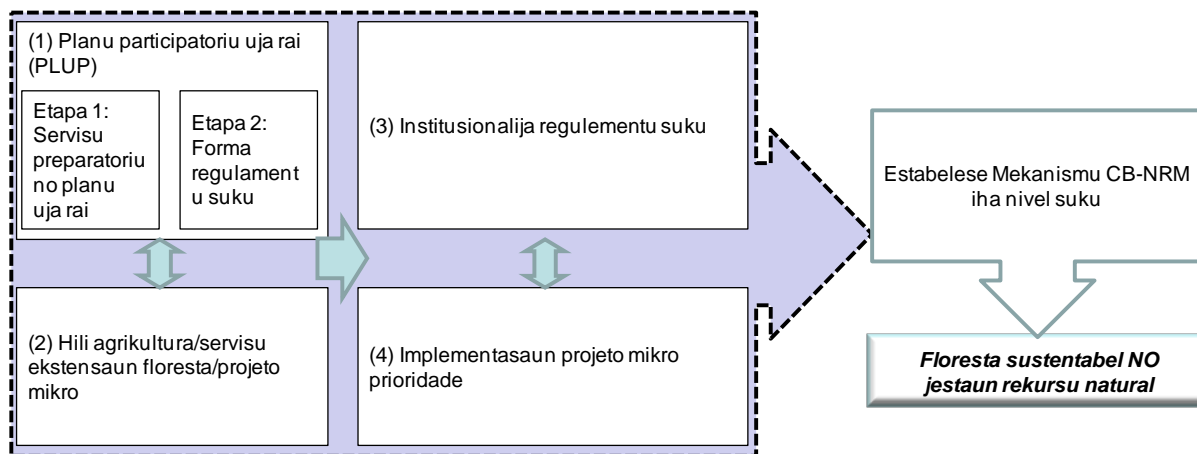 (1) Planu participatoriu uja rai
(PLUP)
Etapa 1:
Servisu
preparatoriu
no planu
uja rai
Etapa 2:
Forma
regulament
u suku
(2) Hili agrikultura/servisu
ekstensaun floresta/projeto
mikro
(3) Institusionalija regulementu suku
(4) Implementasaun projeto mikro
prioridade
Estabelese Mekanismu CB-NRM
iha nivel suku
Floresta sustentabel NO
jestaun rekursu natural